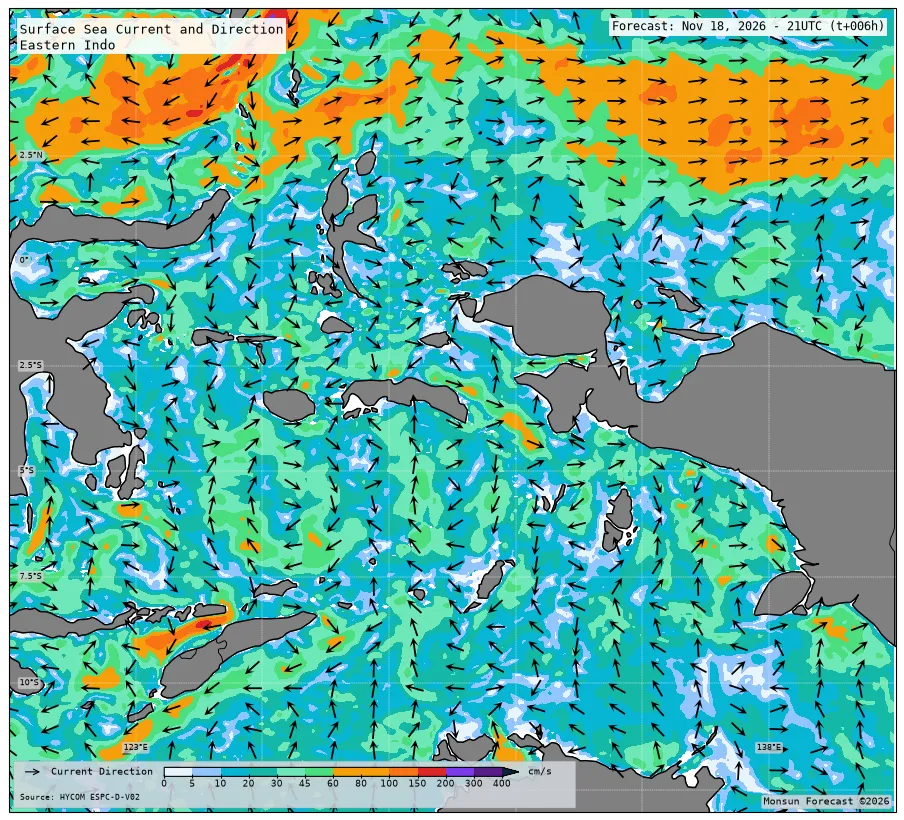 Surface Sea Current and Direction
Eastern Indo
Forecast: Nov 18, 2026 - 21UTC (t+006h)
2.5°N
0°
2.5°S
5°S
7.5°S
10°S
123°E
138°E
Current Direction
0 5 10 20 30 45 60 80 100 150 200 300 400
cm/s
Source: HYCOM ESPC-D-V02
Monsun Forecast ©2026